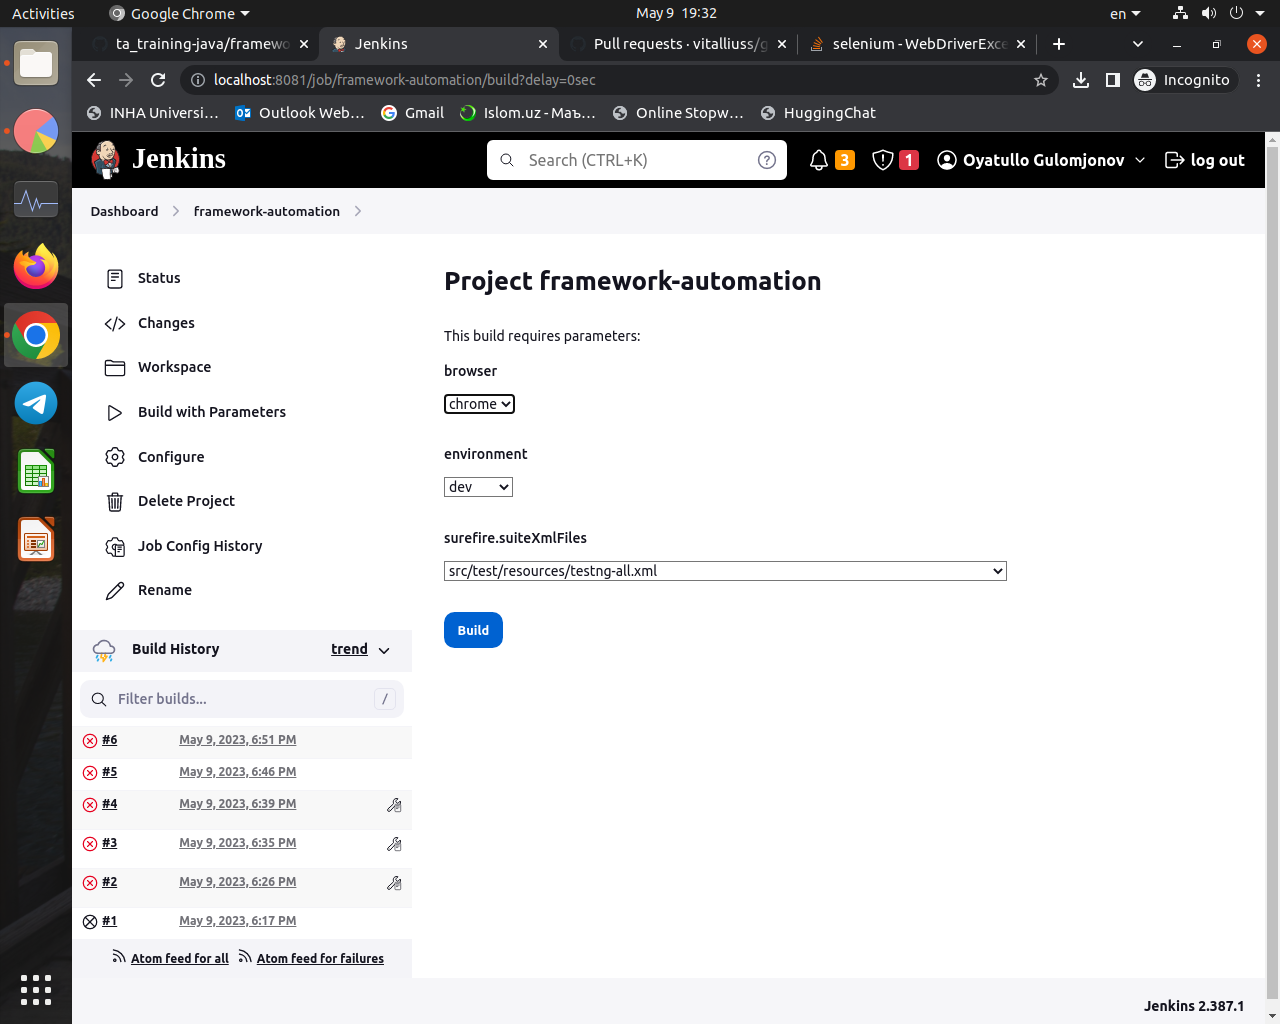 Activities
Google Chrome
May 9 19:32
en
ta_training-java/framewo
Jenkins
Pull requests · vitalliuss/g
selenium - WebDriverExce
localhost:8081/job/framework-automation/build?delay=0sec
Incognito
INHA Universi...
Outlook Web...
Gmail
Islom.uz - Маъ...
Online Stopw...
HuggingChat
Jenkins
Search (CTRL+K)
?
3
1
Oyatullo Gulomjonov
log out
Dashboard
framework-automation
Status
Changes
Workspace
Build with Parameters
Configure
Delete Project
Job Config History
Rename
Project framework-automation
This build requires parameters:
browser
chrome
environment
dev
surefire.suiteXmlFiles
src/test/resources/testng-all.xml
Build
Build History
trend
Filter builds...
/
#6 May 9, 2023, 6:51 PM
#5 May 9, 2023, 6:46 PM
#4 May 9, 2023, 6:39 PM
#3 May 9, 2023, 6:35 PM
#2 May 9, 2023, 6:26 PM
#1 May 9, 2023, 6:17 PM
Atom feed for all
Atom feed for failures
Jenkins 2.387.1